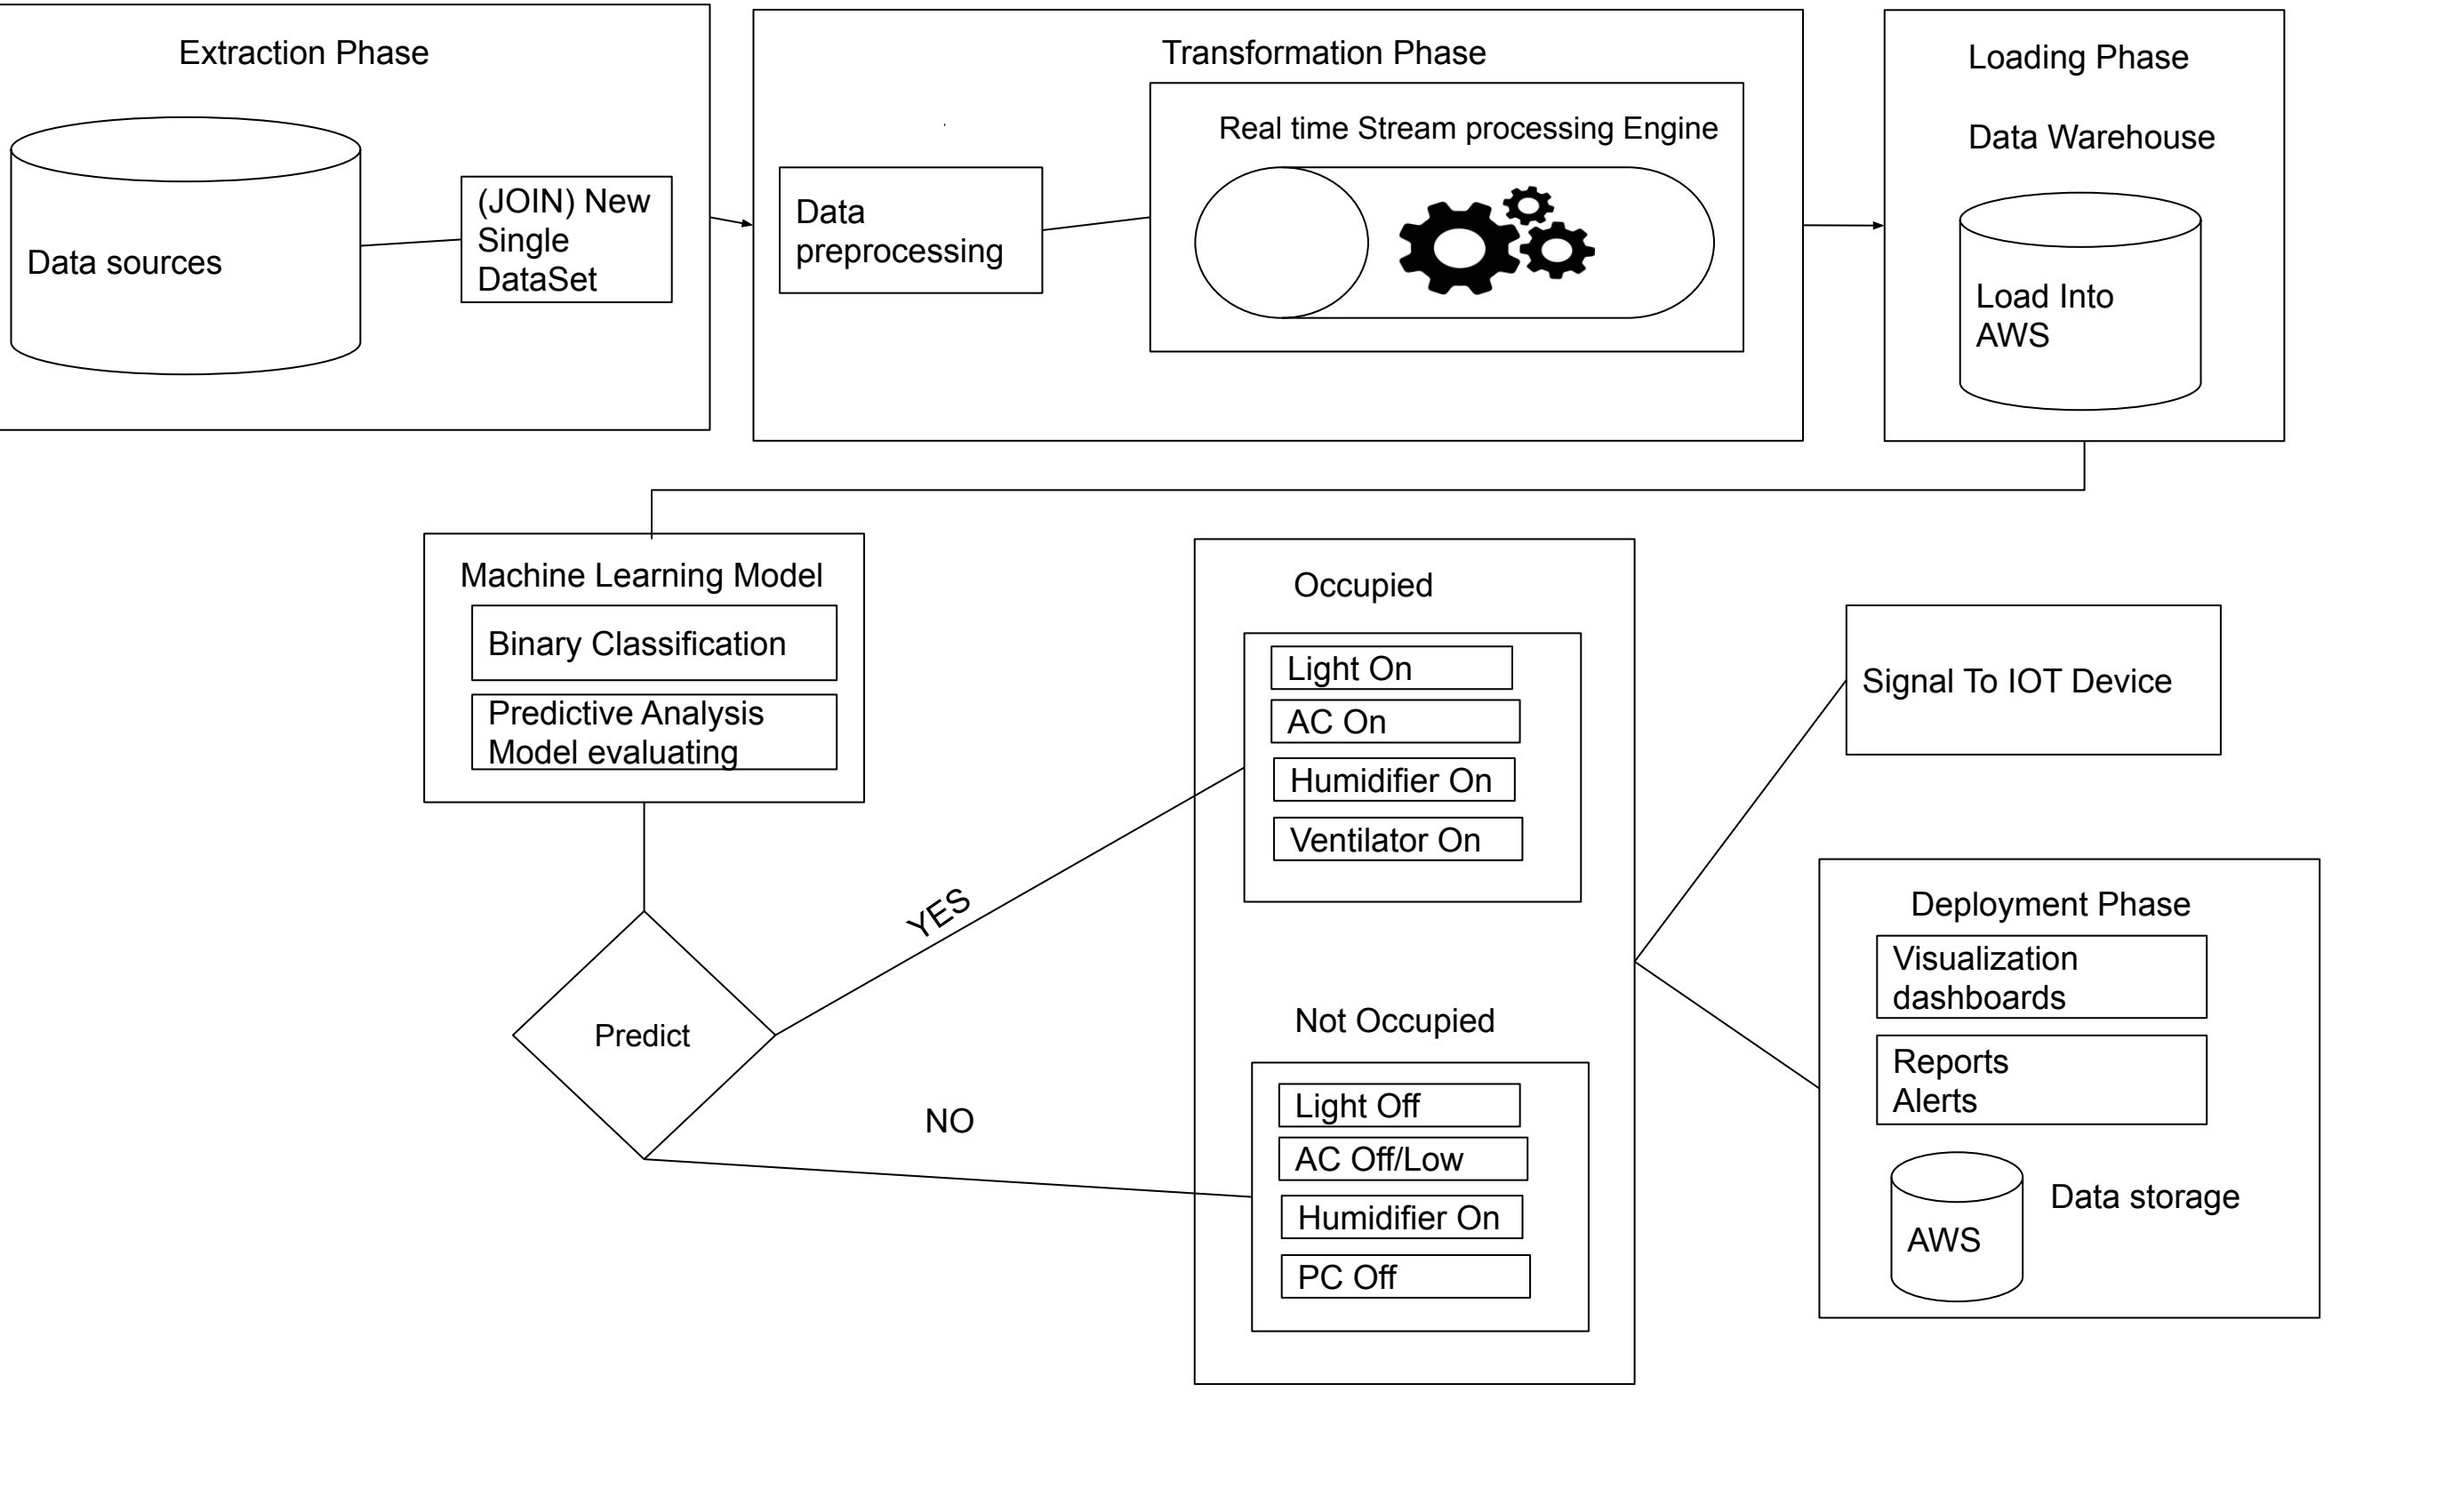 Extraction Phase
Data sources
(JOIN) New
Single
DataSet
Transformation Phase
Data
preprocessing
Real time Stream processing Engine
Loading Phase
Data Warehouse
Load Into
AWS
Machine Learning Model
Binary Classification
Predictive Analysis
Model evaluating
Predict
YES
NO
Occupied
Light On
AC On
Humidifier On
Ventilator On
Not Occupied
Light Off
AC Off/Low
Humidifier On
PC Off
Signal To IOT Device
Deployment Phase
Visualization
dashboards
Reports
Alerts
AWS
Data storage